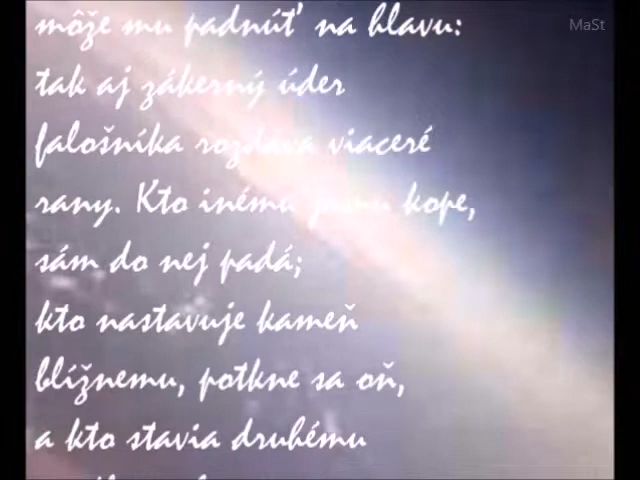 môže mu padnúť na hlavu:
MaSt
tak aj zákerný úder
falošníka rozdáva viaceré
rany. Kto inému jamu kope,
sám do nej padá;
kto nastavuje kameň
blížnemu, potkne sa oň,
a kto stavia druhému